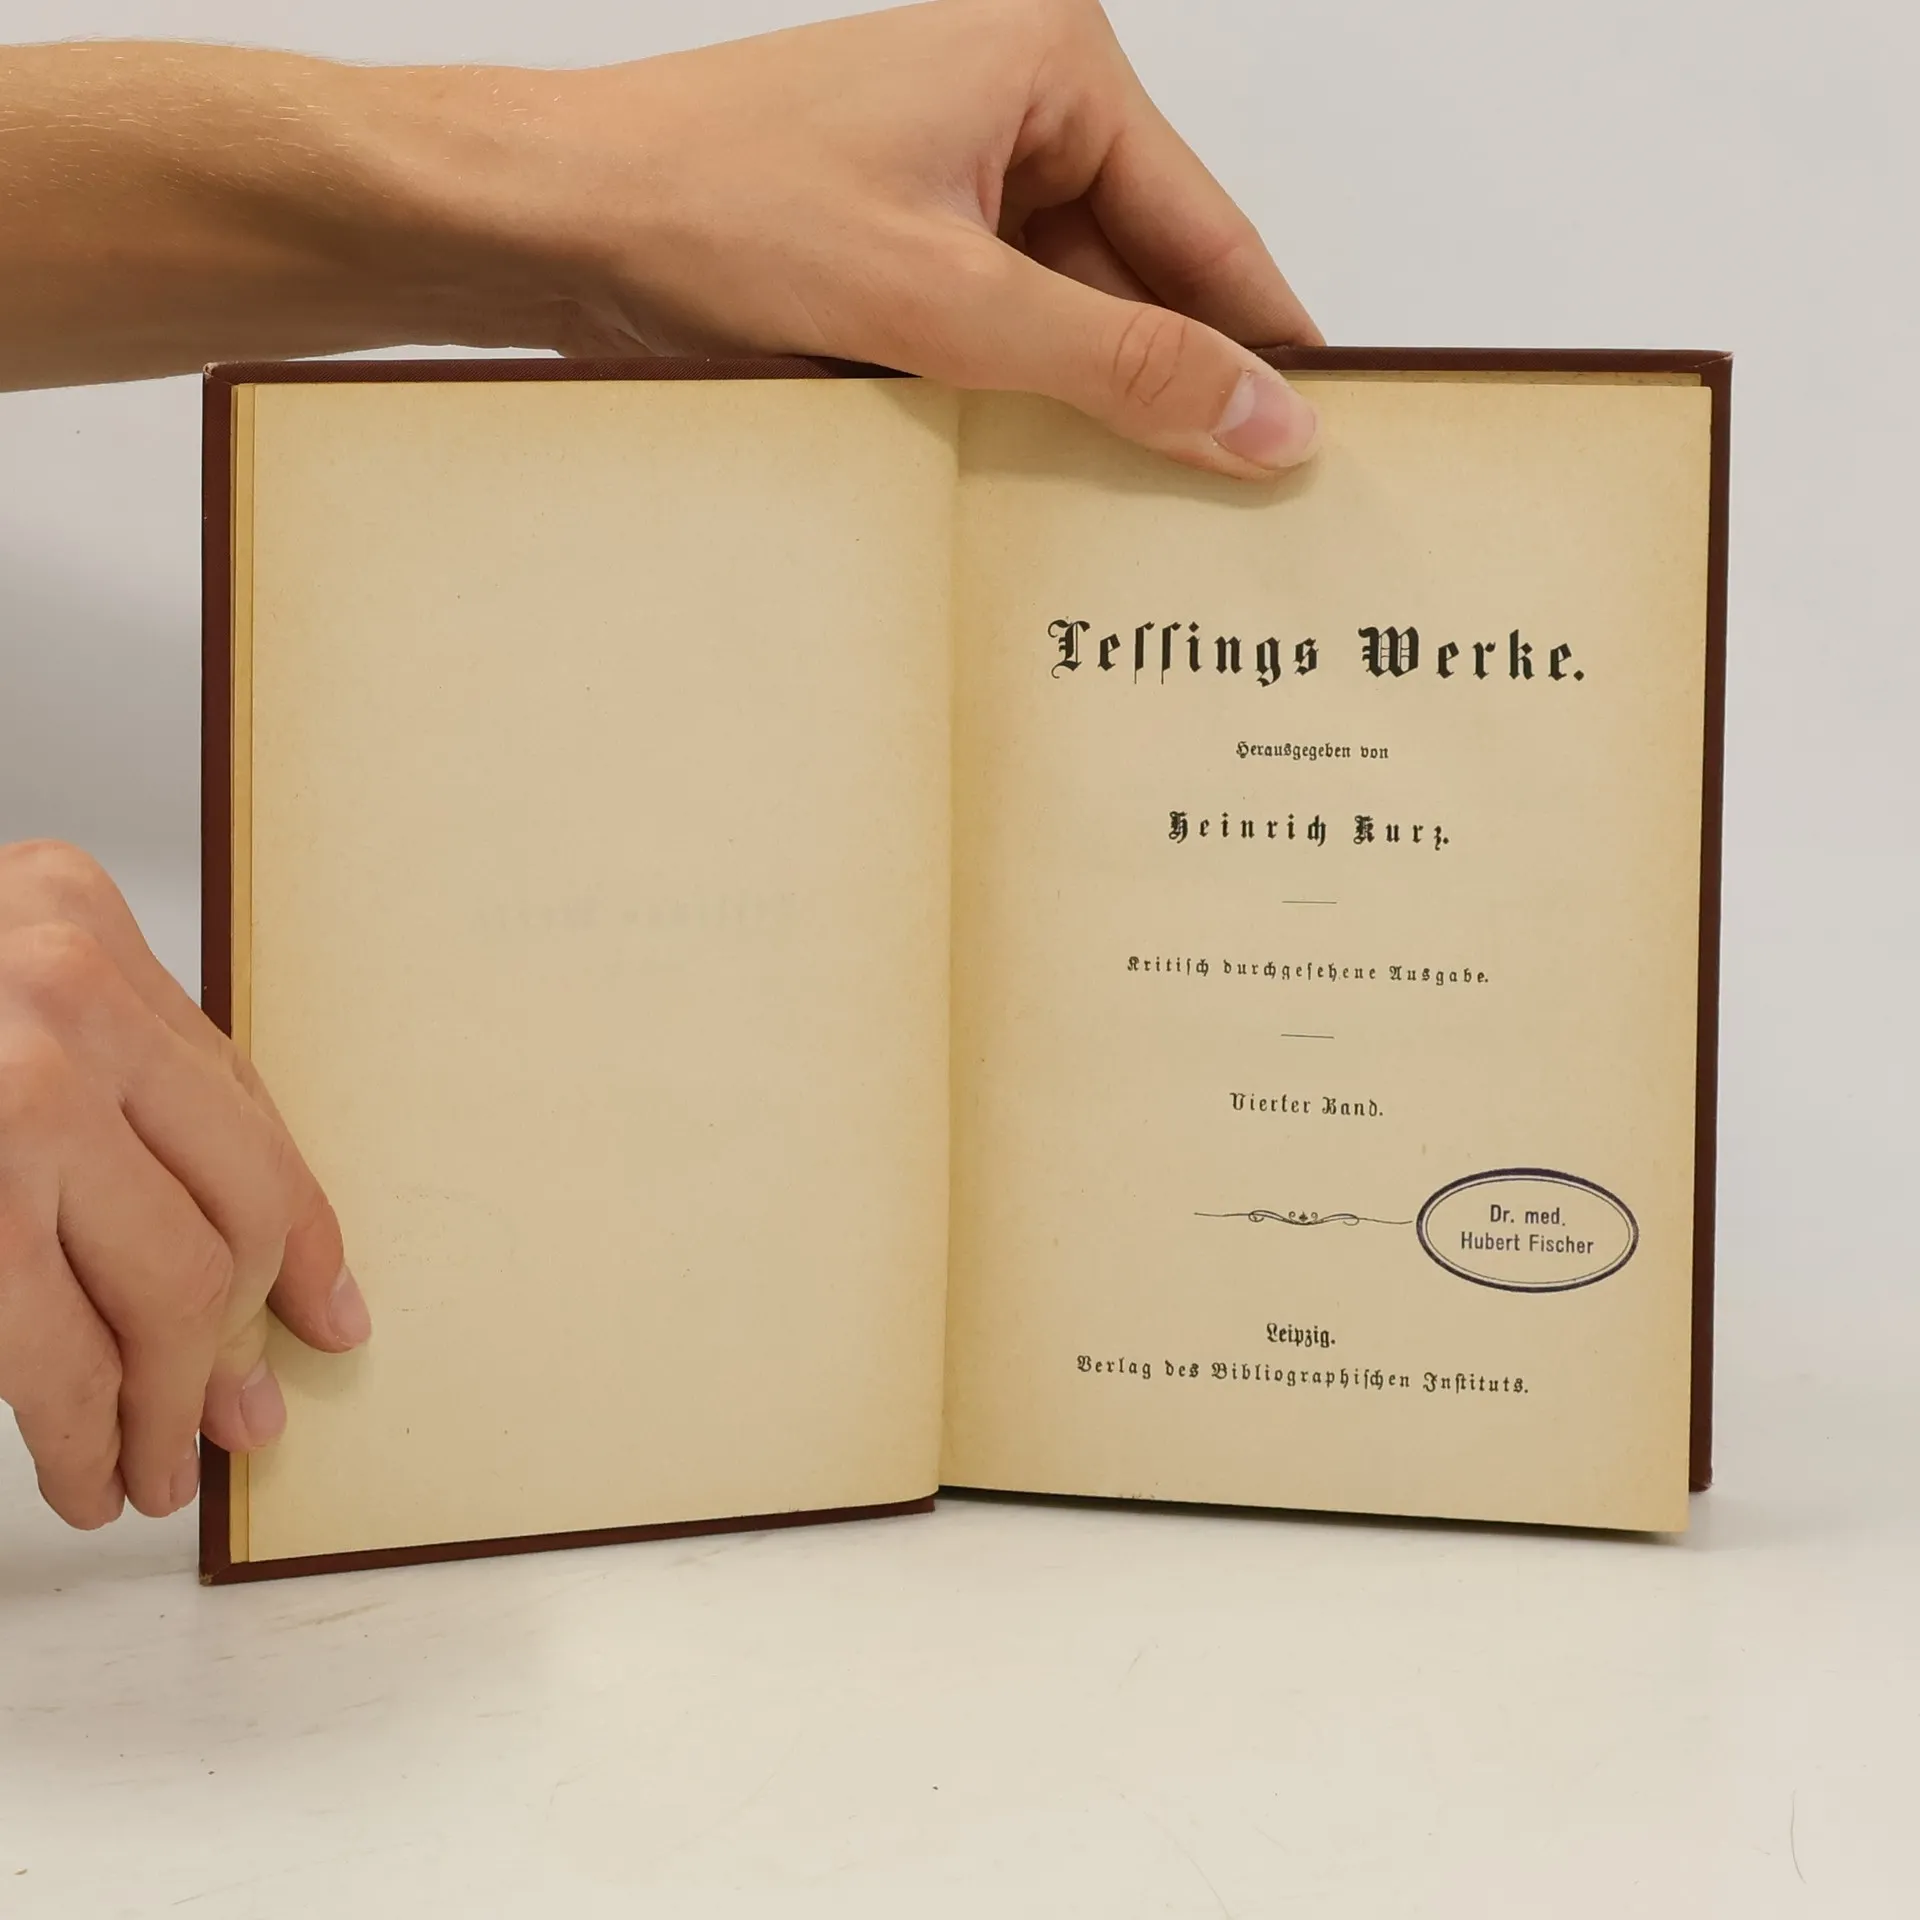 Leſſings Werke.
Herausgegeben von
Heinrich Kurz.
Kritiſch durchgeſehene Ausgabe.
Vierter Band.
Dr. med.
Hubert Fischer
Leipzig.
Verlag des Bibliographiſchen Inſtituts.